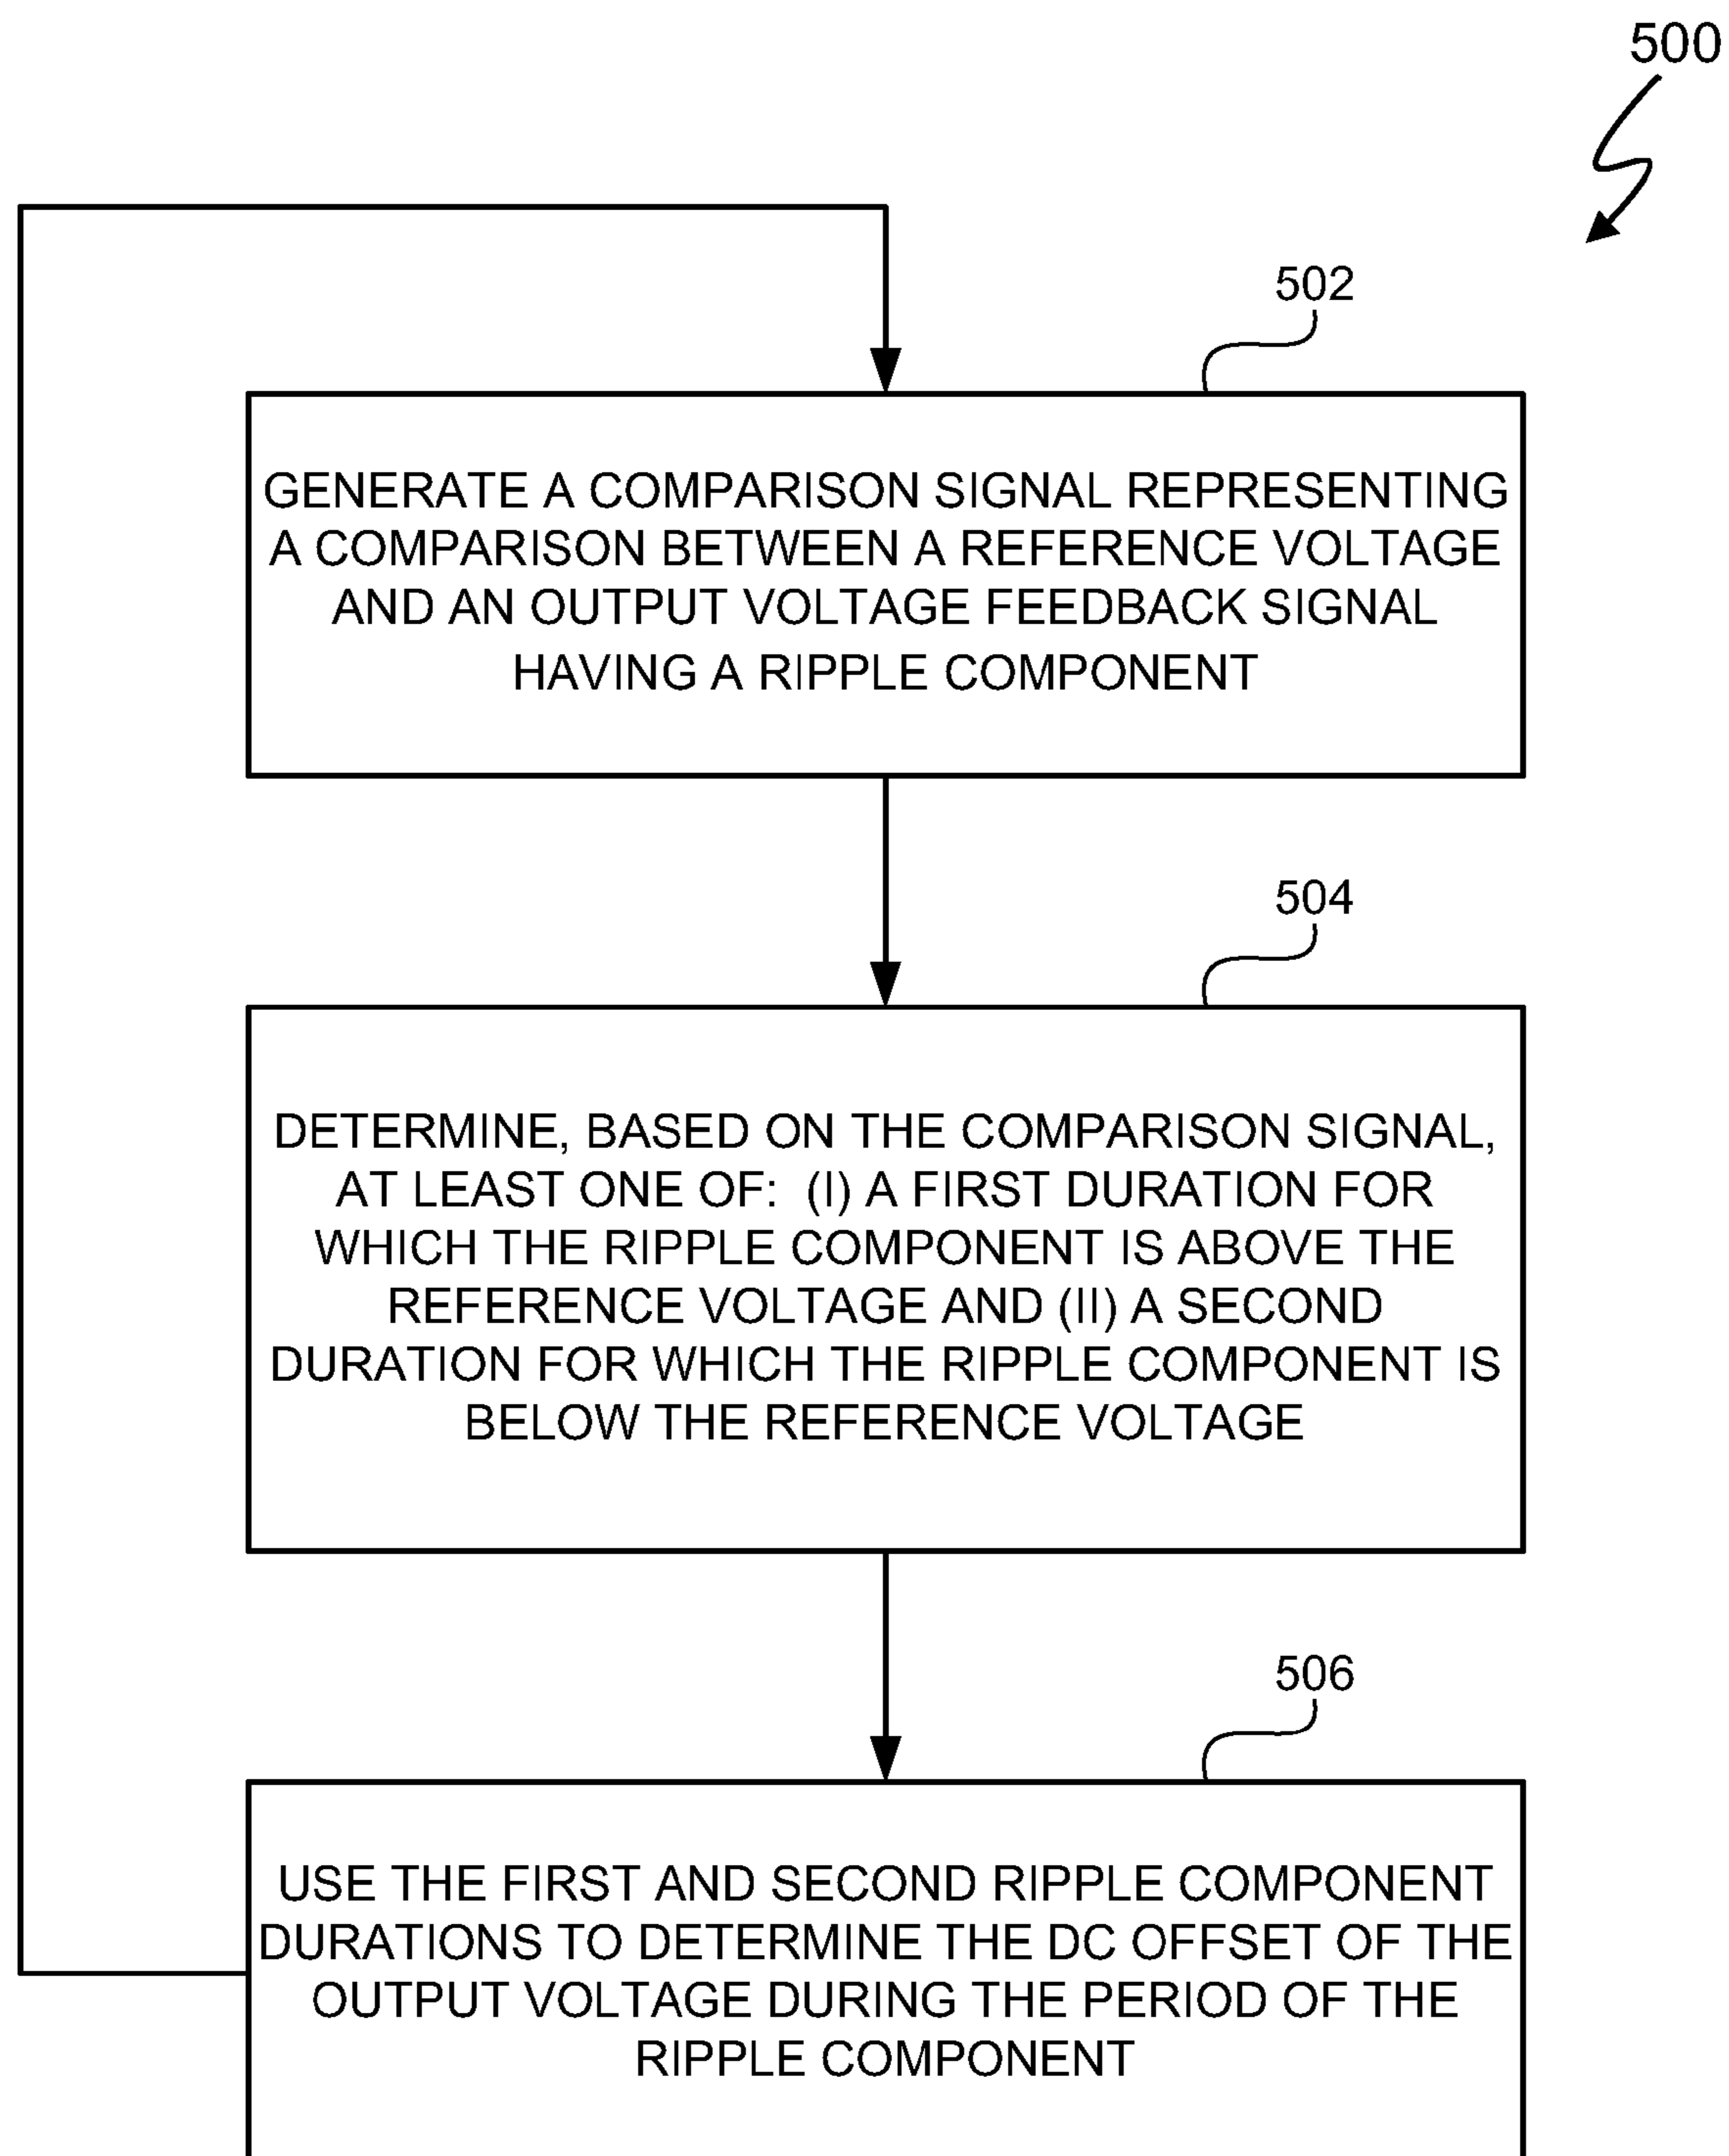 500
502
GENERATE A COMPARISON SIGNAL REPRESENTING
A COMPARISON BETWEEN A REFERENCE VOLTAGE
AND AN OUTPUT VOLTAGE FEEDBACK SIGNAL
HAVING A RIPPLE COMPONENT
504
DETERMINE, BASED ON THE COMPARISON SIGNAL,
AT LEAST ONE OF: (I) A FIRST DURATION FOR
WHICH THE RIPPLE COMPONENT IS ABOVE THE
REFERENCE VOLTAGE AND (II) A SECOND
DURATION FOR WHICH THE RIPPLE COMPONENT IS
BELOW THE REFERENCE VOLTAGE
506
USE THE FIRST AND SECOND RIPPLE COMPONENT
DURATIONS TO DETERMINE THE DC OFFSET OF THE
OUTPUT VOLTAGE DURING THE PERIOD OF THE
RIPPLE COMPONENT